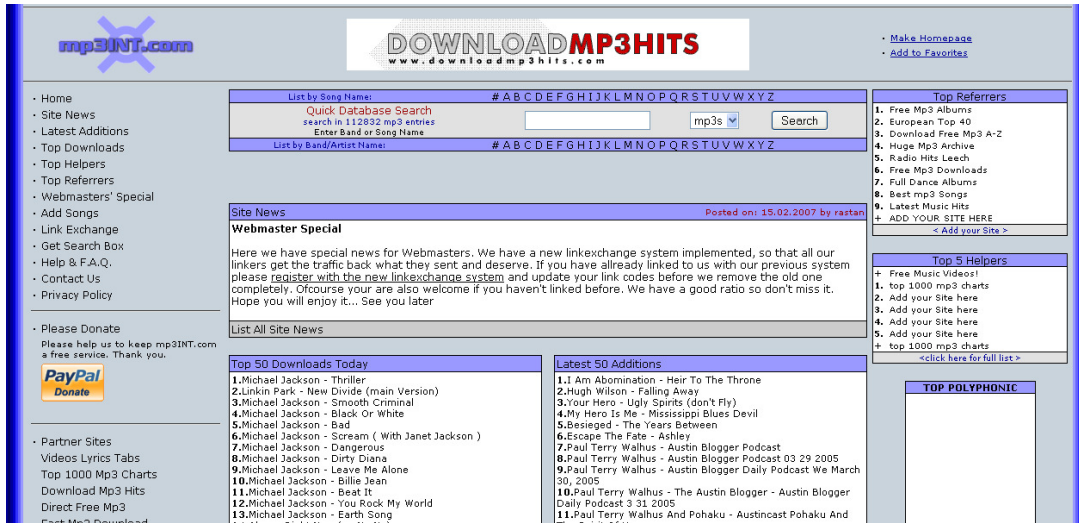 mp3INT.com
DOWNLOADMP3HITS
www.downloadmp3hits.com
· Make Homepage
· Add to Favorites
· Home
· Site News
· Latest Additions
· Top Downloads
· Top Helpers
· Top Referrers
· Webmasters' Special
· Add Songs
· Link Exchange
· Get Search Box
· Help & F.A.Q.
· Contact Us
· Privacy Policy
· Please Donate
Please help us to keep mp3INT.com
a free service. Thank you.
PayPal
Donate
· Partner Sites
Videos Lyrics Tabs
Top 1000 Mp3 Charts
Download Mp3 Hits
Direct Free Mp3
Fast Mp3 Download
List by Song Name: # A B C D E F G H I J K L M N O P Q R S T U V W X Y Z
Quick Database Search
search in 112832 mp3 entries
Enter Band or Song Name
mp3s
Search
List by Band/Artist Name: # A B C D E F G H I J K L M N O P Q R S T U V W X Y Z
Site News Posted on: 15.02.2007 by rastan
Webmaster Special
Here we have special news for Webmasters. We have a new linkexchange system implemented, so that all our
linkers get the traffic back what they sent and deserve. If you have allready linked to us with our previous system
please register with the new linkexchange system and update your link codes before we remove the old one
completely. Ofcourse your are also welcome if you haven't linked before. We have a good ratio so don't miss it.
Hope you will enjoy it... See you later
List All Site News
Top 50 Downloads Today
1.Michael Jackson - Thriller
2.Linkin Park - New Divide (main Version)
3.Michael Jackson - Smooth Criminal
4.Michael Jackson - Black Or White
5.Michael Jackson - Bad
6.Michael Jackson - Scream ( With Janet Jackson )
7.Michael Jackson - Dangerous
8.Michael Jackson - Dirty Diana
9.Michael Jackson - Leave Me Alone
10.Michael Jackson - Billie Jean
11.Michael Jackson - Beat It
12.Michael Jackson - You Rock My World
13.Michael Jackson - Earth Song
Latest 50 Additions
1.I Am Abomination - Heir To The Throne
2.Hugh Wilson - Falling Away
3.Your Hero - Ugly Spirits (don't Fly)
4.My Hero Is Me - Mississippi Blues Devil
5.Besieged - The Years Between
6.Escape The Fate - Ashley
7.Paul Terry Walhus - Austin Blogger Podcast
8.Paul Terry Walhus - Austin Blogger Podcast 03 29 2005
9.Paul Terry Walhus - Austin Blogger Daily Podcast We March
30, 2005
10.Paul Terry Walhus - The Austin Blogger - Austin Blogger
Daily Podcast 3 31 2005
11.Paul Terry Walhus And Pohaku - Austincast Pohaku And
Top Referrers
1. Free Mp3 Albums
2. European Top 40
3. Download Free Mp3 A-Z
4. Huge Mp3 Archive
5. Radio Hits Leech
6. Free Mp3 Downloads
7. Full Dance Albums
8. Best mp3 Songs
9. Latest Music Hits
+ ADD YOUR SITE HERE
< Add your Site >
Top 5 Helpers
+ Free Music Videos!
1. top 1000 mp3 charts
2. Add your Site here
3. Add your Site here
4. Add your Site here
5. Add your Site here
+ top 1000 mp3 charts
<click here for full list >
TOP POLYPHONIC